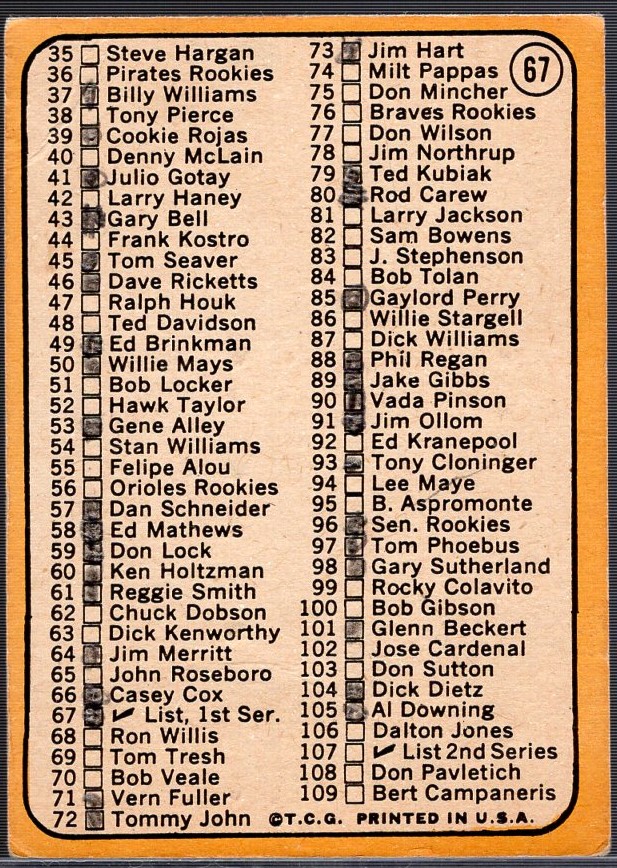 35 Steve Hargan
36 Pirates Rookies
37 Billy Williams
38 Tony Pierce
39 Cookie Rojas
40 Denny McLain
41 Julio Gotay
42 Larry Haney
43 Gary Bell
44 Frank Kostro
45 Tom Seaver
46 Dave Ricketts
47 Ralph Houk
48 Ted Davidson
49 Ed Brinkman
50 Willie Mays
51 Bob Locker
52 Hawk Taylor
53 Gene Alley
54 Stan Williams
55 Felipe Alou
56 Orioles Rookies
57 Dan Schneider
58 Ed Mathews
59 Don Lock
60 Ken Holtzman
61 Reggie Smith
62 Chuck Dobson
63 Dick Kenworthy
64 Jim Merritt
65 John Roseboro
66 Casey Cox
67 ✔ List, 1st Ser.
68 Ron Willis
69 Tom Tresh
70 Bob Veale
71 Vern Fuller
72 Tommy John
73 Jim Hart
74 Milt Pappas
75 Don Mincher
76 Braves Rookies
77 Don Wilson
78 Jim Northrup
79 Ted Kubiak
80 Rod Carew
81 Larry Jackson
82 Sam Bowens
83 J. Stephenson
84 Bob Tolan
85 Gaylord Perry
86 Willie Stargell
87 Dick Williams
88 Phil Regan
89 Jake Gibbs
90 Vada Pinson
91 Jim Ollom
92 Ed Kranepool
93 Tony Cloninger
94 Lee Maye
95 B. Aspromonte
96 Sen. Rookies
97 Tom Phoebus
98 Gary Sutherland
99 Rocky Colavito
100 Bob Gibson
101 Glenn Beckert
102 Jose Cardenal
103 Don Sutton
104 Dick Dietz
105 Al Downing
106 Dalton Jones
107 ✔ List 2nd Series
108 Don Pavletich
109 Bert Campaneris
67
©T.C.G. PRINTED IN U.S.A.